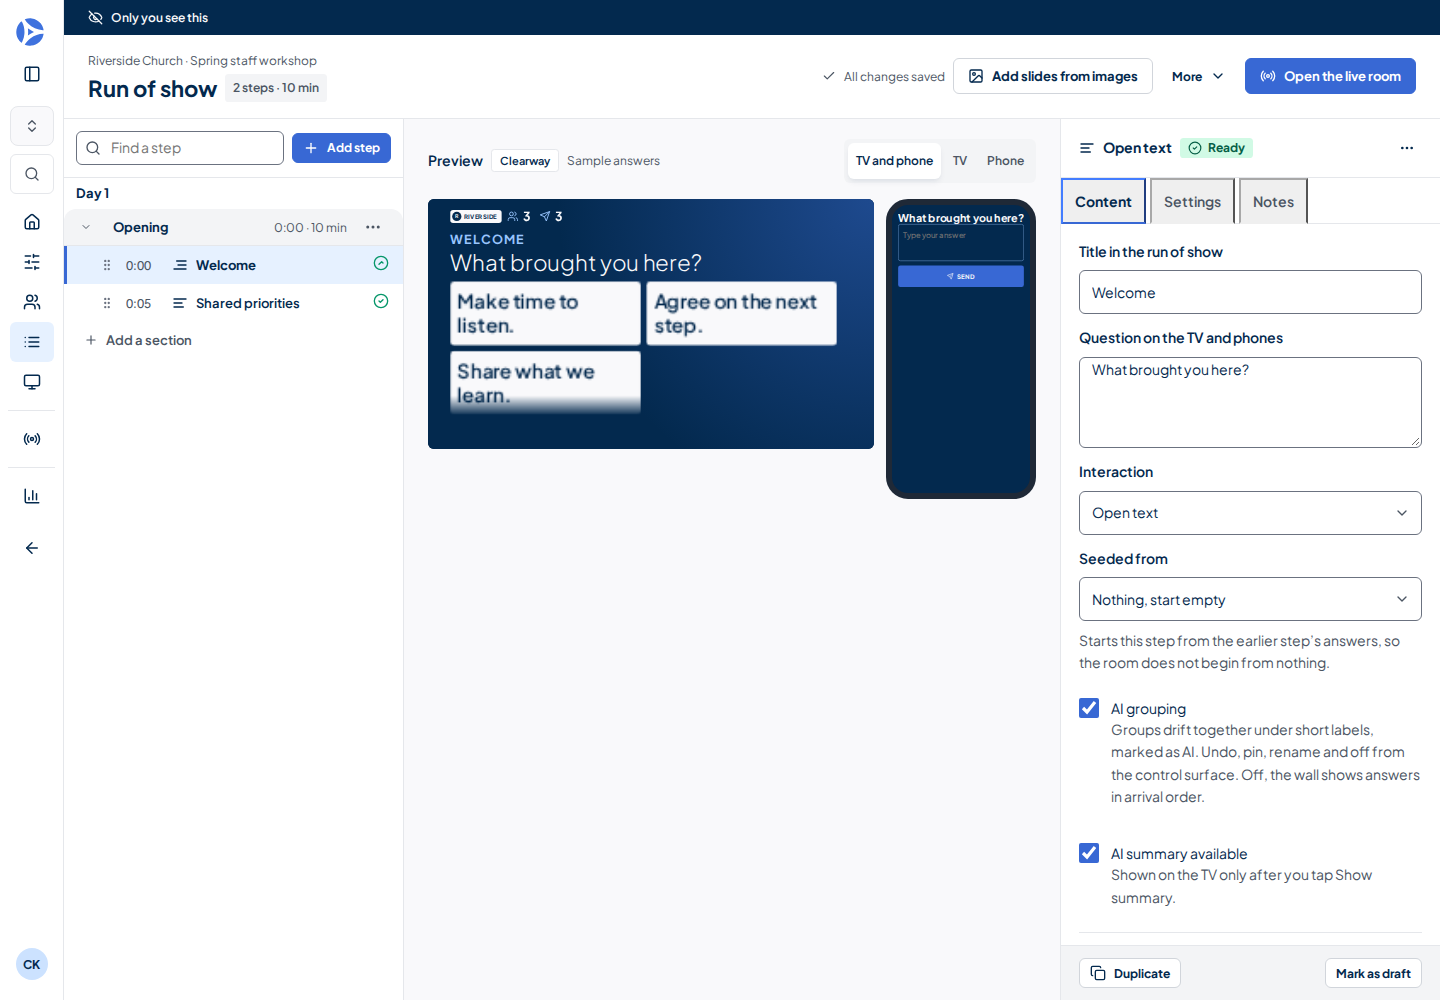 Only you see this
Riverside Church · Spring staff workshop
Run of show
2 steps · 10 min
All changes saved
Add slides from images
More
Open the live room
Find a step
Add step
Day 1
Opening
0:00 · 10 min
0:00
Welcome
0:05
Shared priorities
Add a section
CK
Preview
Clearway
Sample answers
TV and phone
TV
Phone
R RIVERSIDE
3
3
WELCOME
What brought you here?
Make time to
listen.
Agree on the next
step.
Share what we
learn.
What brought you here?
Type your answer
SEND
Open text
Ready
Content
Settings
Notes
Title in the run of show
Welcome
Question on the TV and phones
What brought you here?
Interaction
Open text
Seeded from
Nothing, start empty
Starts this step from the earlier step's answers, so
the room does not begin from nothing.
AI grouping
Groups drift together under short labels,
marked as AI. Undo, pin, rename and off from
the control surface. Off, the wall shows answers
in arrival order.
AI summary available
Shown on the TV only after you tap Show
summary.
Duplicate
Mark as draft